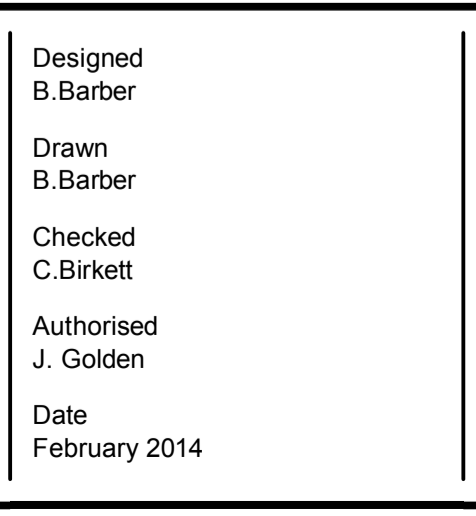 Designed
B.Barber
Drawn
B.Barber
Checked
C.Birkett
Authorised
J. Golden
Date
February 2014